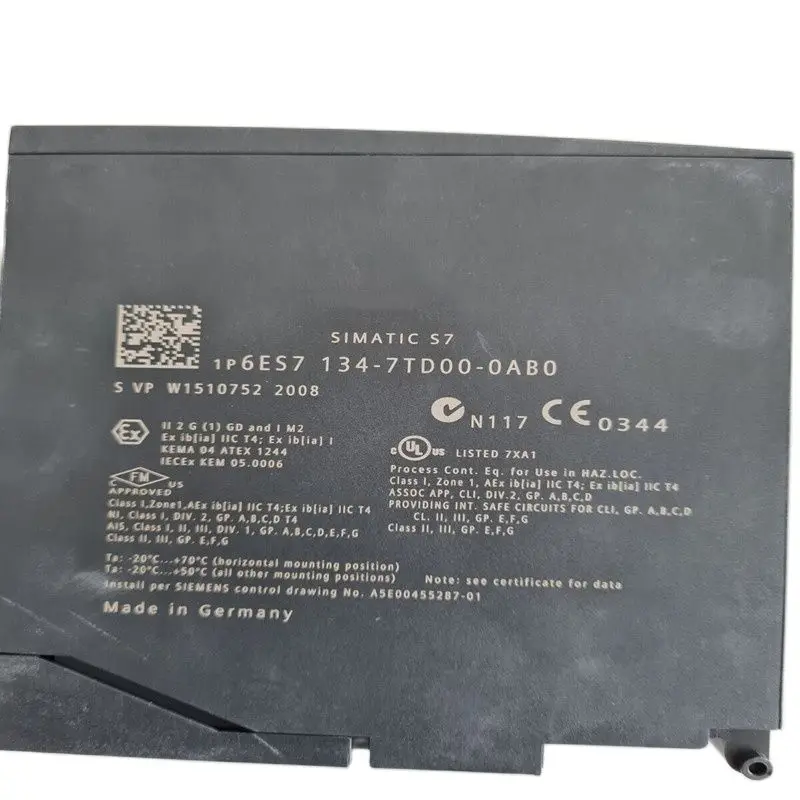 SIMATIC S7
1P6ES7 134-7TD00-0AB0
S VP W1510752 2008
N117 CE 0344
Ex II 2 G (1) GD and I M2
Ex ib[ia] IIC T4; Ex ib[ia] I
KEMA 04 ATEX 1244
IECEx KEM 05.0006
c UL us LISTED 7XA1
Process Cont. Eq. for Use in HAZ.LOC.
Class I, Zone 1, AEx ib[ia] IIC T4; Ex ib[ia] IIC T4
ASSOC APP, CLI, DIV.2, GP. A,B,C,D
PROVIDING INT. SAFE CIRCUITS FOR CLI, GP. A,B,C,D
CL. II, III, GP. E,F,G
Class II, III, GP. E,F,G
FM US
APPROVED
Class I,Zone1,AEx ib[ia] IIC T4;Ex ib[ia] IIC T4
NI, Class I, DIV. 2, GP. A,B,C,D T4
AIS, Class I, II, III, DIV. 1, GP. A,B,C,D,E,F,G
Class II, III, GP. E,F,G
Ta: -20°C...+70°C (horizontal mounting position)
Ta: -20°C...+50°C (all other mounting positions)
Note: see certificate for data
Install per SIEMENS control drawing No. A5E00455287-01
Made in Germany